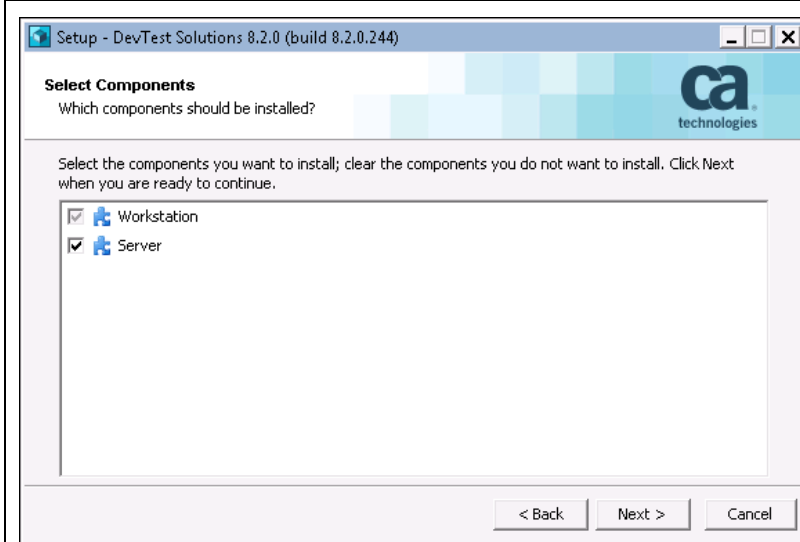 Setup - DevTest Solutions 8.2.0 (build 8.2.0.244)
Select Components
Which components should be installed?
ca
technologies
Select the components you want to install; clear the components you do not want to install. Click Next
when you are ready to continue.
Workstation
Server
< Back Next > Cancel